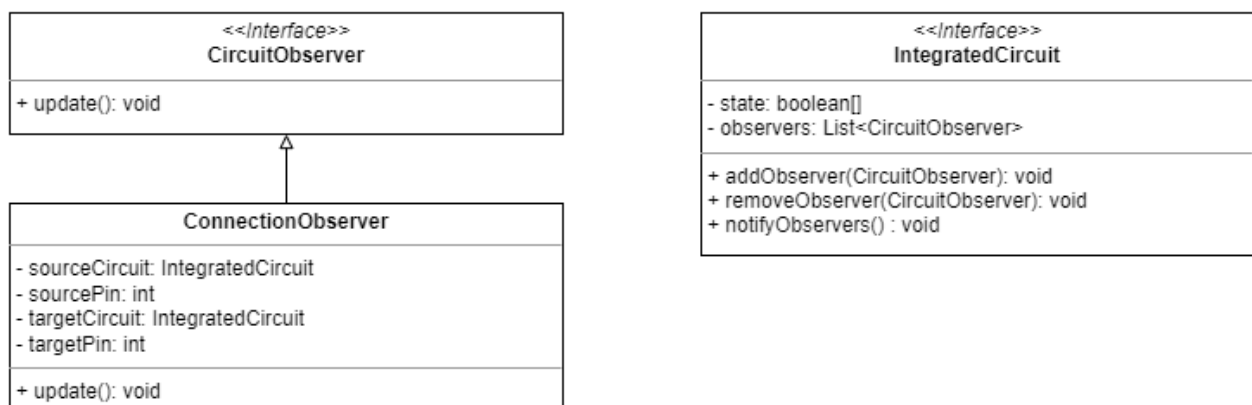 <<Interface>>
CircuitObserver
+ update(): void
ConnectionObserver
- sourceCircuit: IntegratedCircuit
- sourcePin: int
- targetCircuit: IntegratedCircuit
- targetPin: int
+ update(): void
<<Interface>>
IntegratedCircuit
- state: boolean[]
- observers: List<CircuitObserver>
+ addObserver(CircuitObserver): void
+ removeObserver(CircuitObserver): void
+ notifyObservers() : void